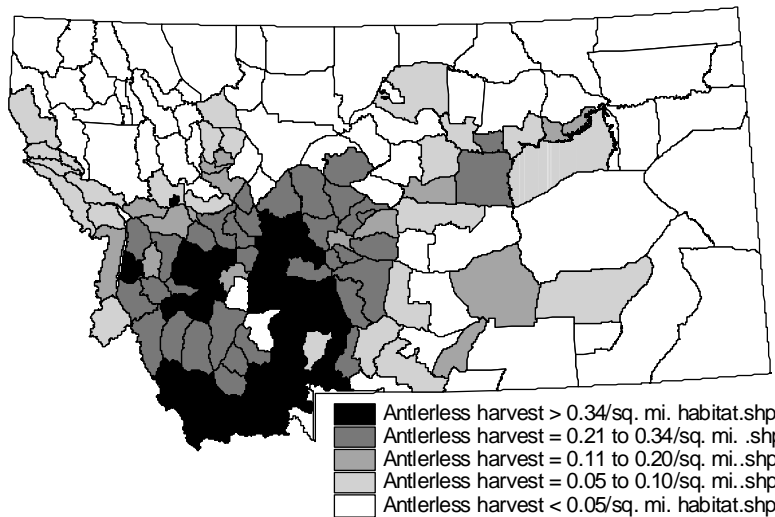 Antlerless harvest > 0.34/sq. mi. habitat.shp
Antlerless harvest = 0.21 to 0.34/sq. mi. .shp
Antlerless harvest = 0.11 to 0.20/sq. mi..shp
Antlerless harvest = 0.05 to 0.10/sq. mi..shp
Antlerless harvest < 0.05/sq. mi. habitat.shp